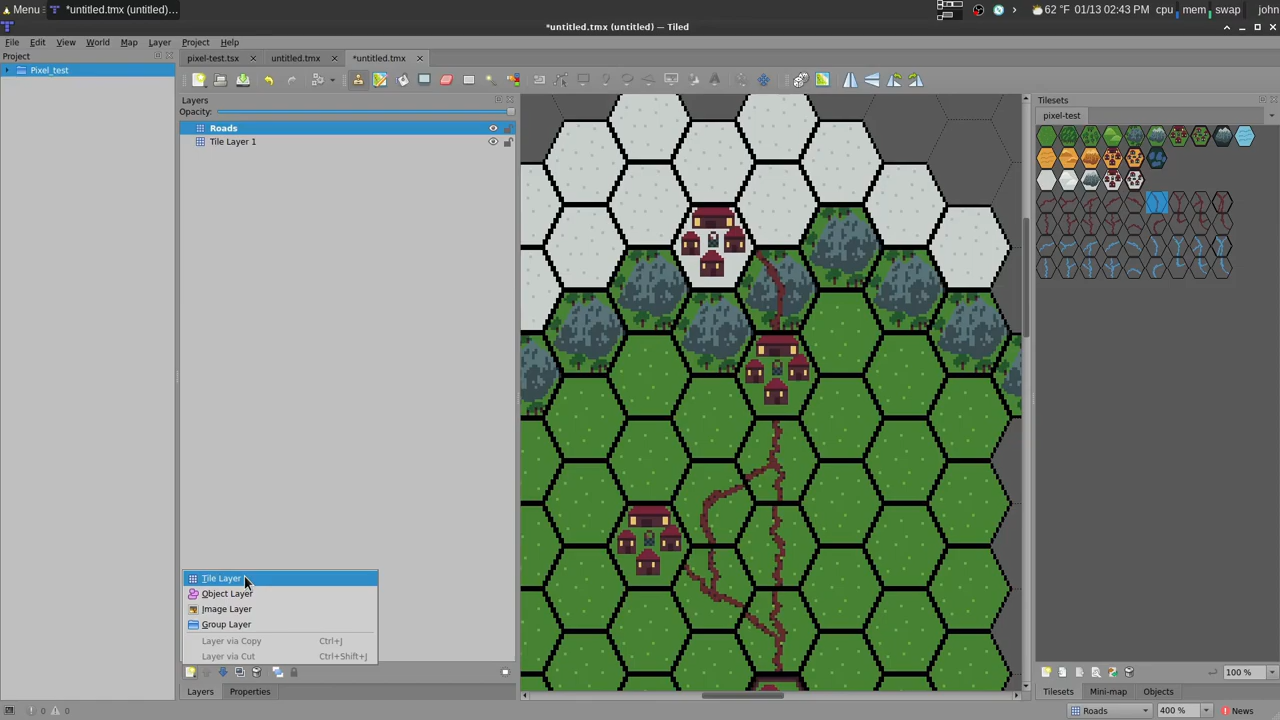 Menu *untitled.tmx (untitled)… 62 °F 01/13 02:43 PM cpu mem swap john
*untitled.tmx (untitled) — Tiled
File Edit View World Map Layer Project Help
Project pixel-test.tsx untitled.tmx *untitled.tmx
Pixel_test
Layers
Opacity:
Roads
Tile Layer 1
Tilesets
pixel-test
Tile Layer
Object Layer
Image Layer
Group Layer
Layer via Copy Ctrl+J
Layer via Cut Ctrl+Shift+J
100 %
Layers Properties
Tilesets Mini-map Objects
0 0 Roads 400 % News